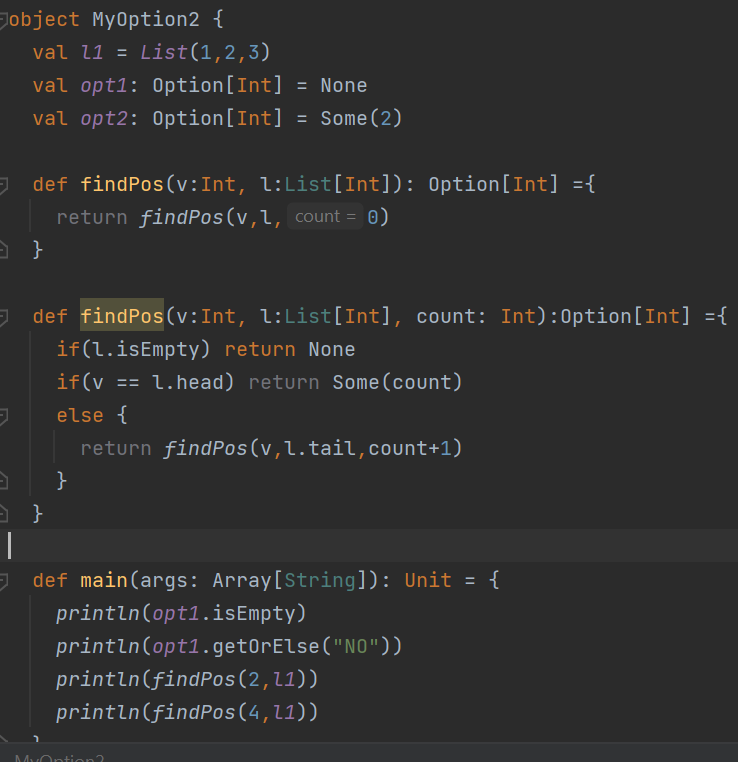 object MyOption2 {
val l1 = List(1,2,3)
val opt1: Option[Int] = None
val opt2: Option[Int] = Some(2)
def findPos(v:Int, l:List[Int]): Option[Int] ={
return findPos(v,l, count = 0)
}
def findPos(v:Int, l:List[Int], count: Int):Option[Int] ={
if(l.isEmpty) return None
if(v == l.head) return Some(count)
else {
return findPos(v,l.tail,count+1)
}
}
def main(args: Array[String]): Unit = {
println(opt1.isEmpty)
println(opt1.getOrElse("NO"))
println(findPos(2,l1))
println(findPos(4,l1))
}
MyOption2